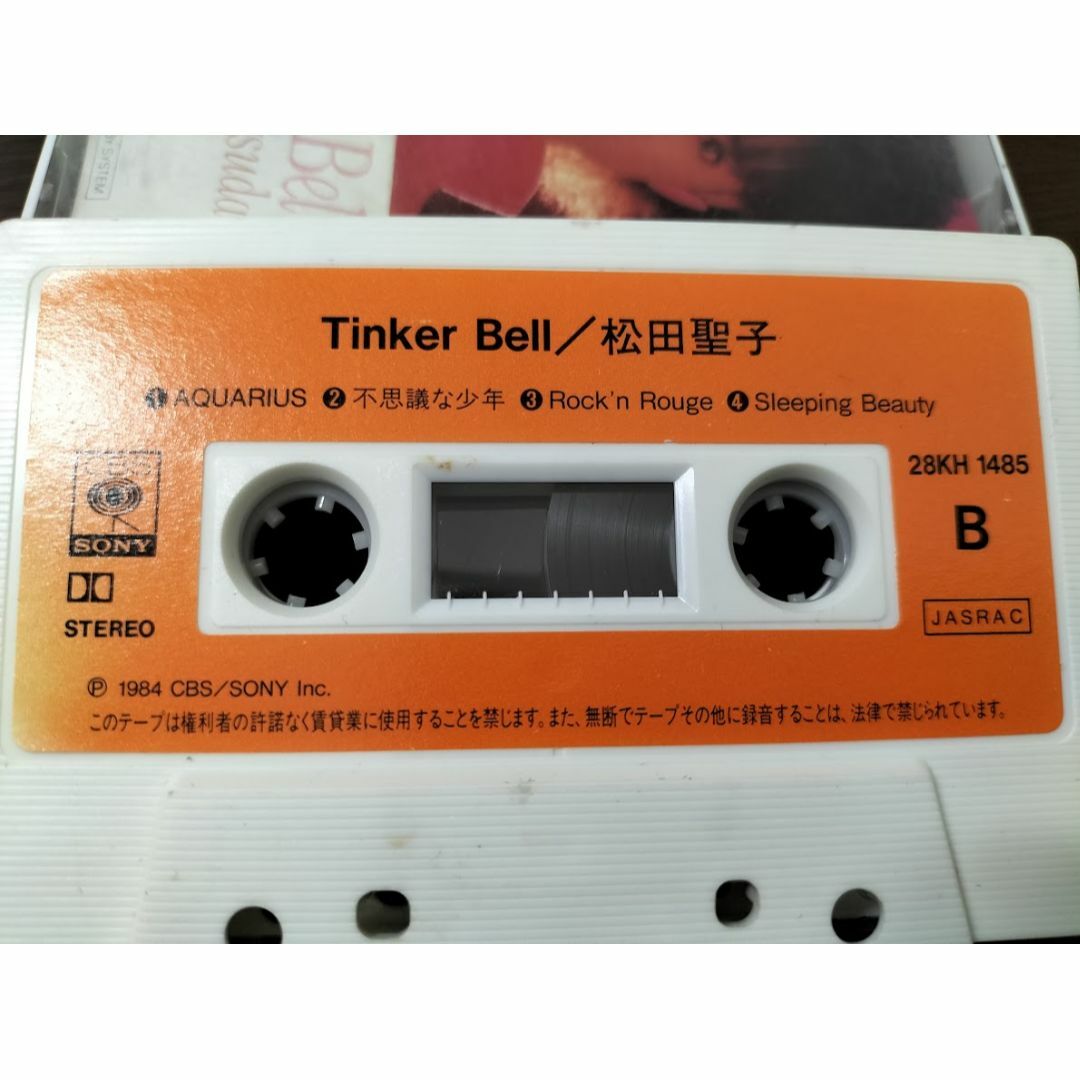 SYSTEM
Bel
suda
Tinker Bell／松田聖子
❶ AQUARIUS ❷ 不思議な少年 ❸ Rock'n Rouge ❹ Sleeping Beauty
28KH 1485
B
SONY
STEREO
JASRAC
Ⓟ 1984 CBS／SONY Inc.
このテープは権利者の許諾なく賃貸業に使用することを禁じます。また、無断でテープその他に録音することは、法律で禁じられています。